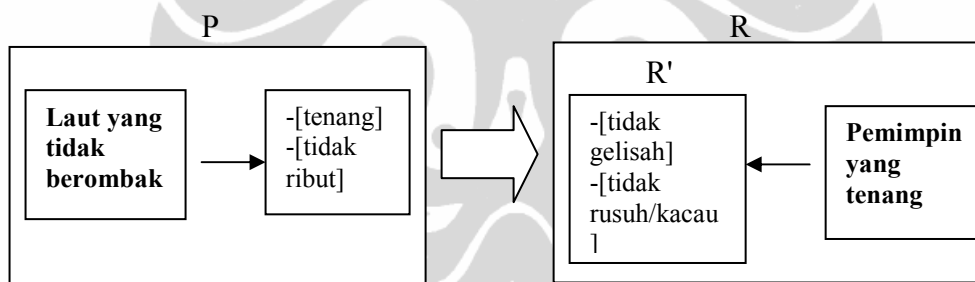 P
R
R'
Laut yang
tidak
berombak
-[tenang]
-[tidak
ribut]
-[tidak
gelisah]
-[tidak
rusuh/kacau
]
Pemimpin
yang
tenang